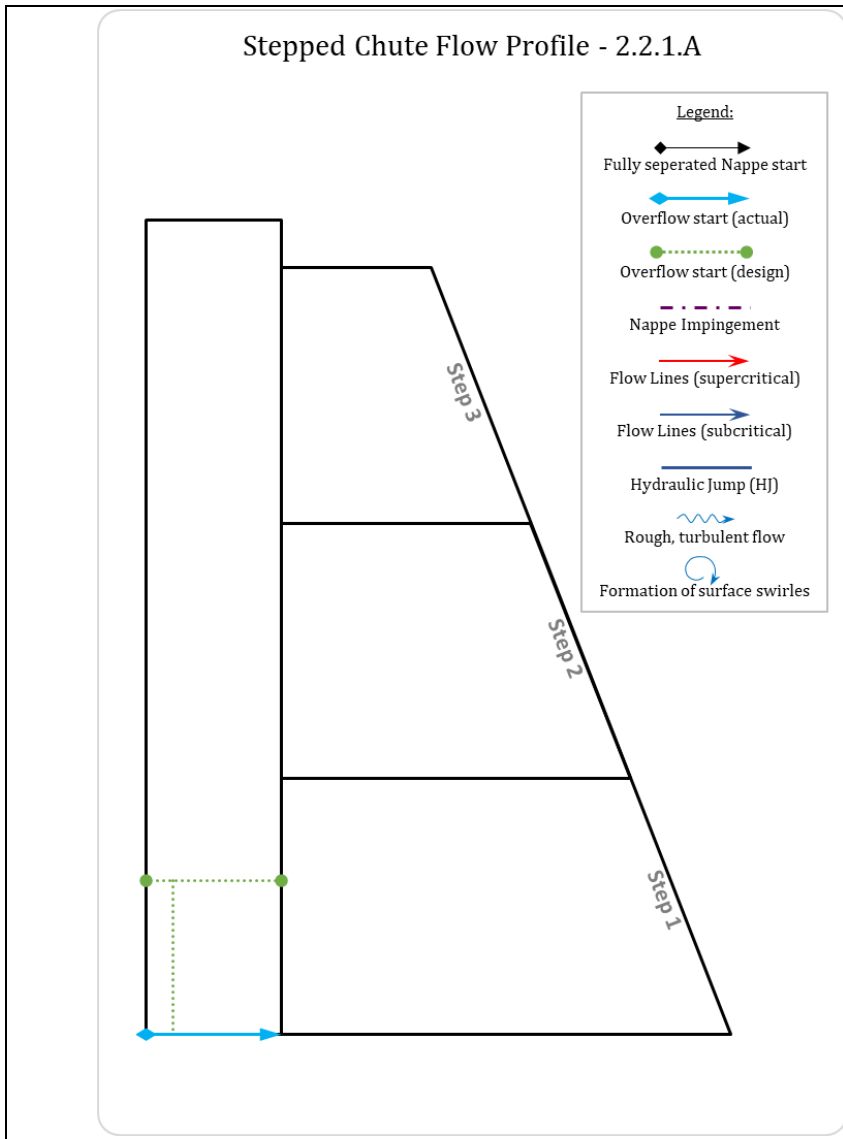 Stepped Chute Flow Profile - 2.2.1.A
Legend:
Fully seperated Nappe start
Overflow start (actual)
Overflow start (design)
Nappe Impingement
Flow Lines (supercritical)
Flow Lines (subcritical)
Hydraulic Jump (HJ)
Rough, turbulent flow
Formation of surface swirles
Step 3
Step 2
Step 1